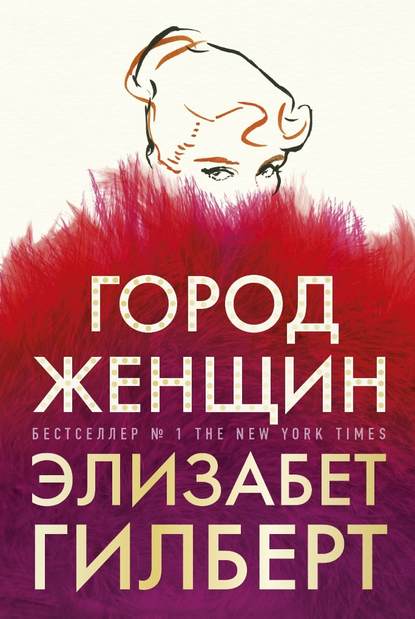 ГОРОД
ЖЕНЩИН
БЕСТСЕЛЛЕР № 1 THE NEW YORK TIMES
ЭЛИЗАБЕТ
ГИЛБЕРТ